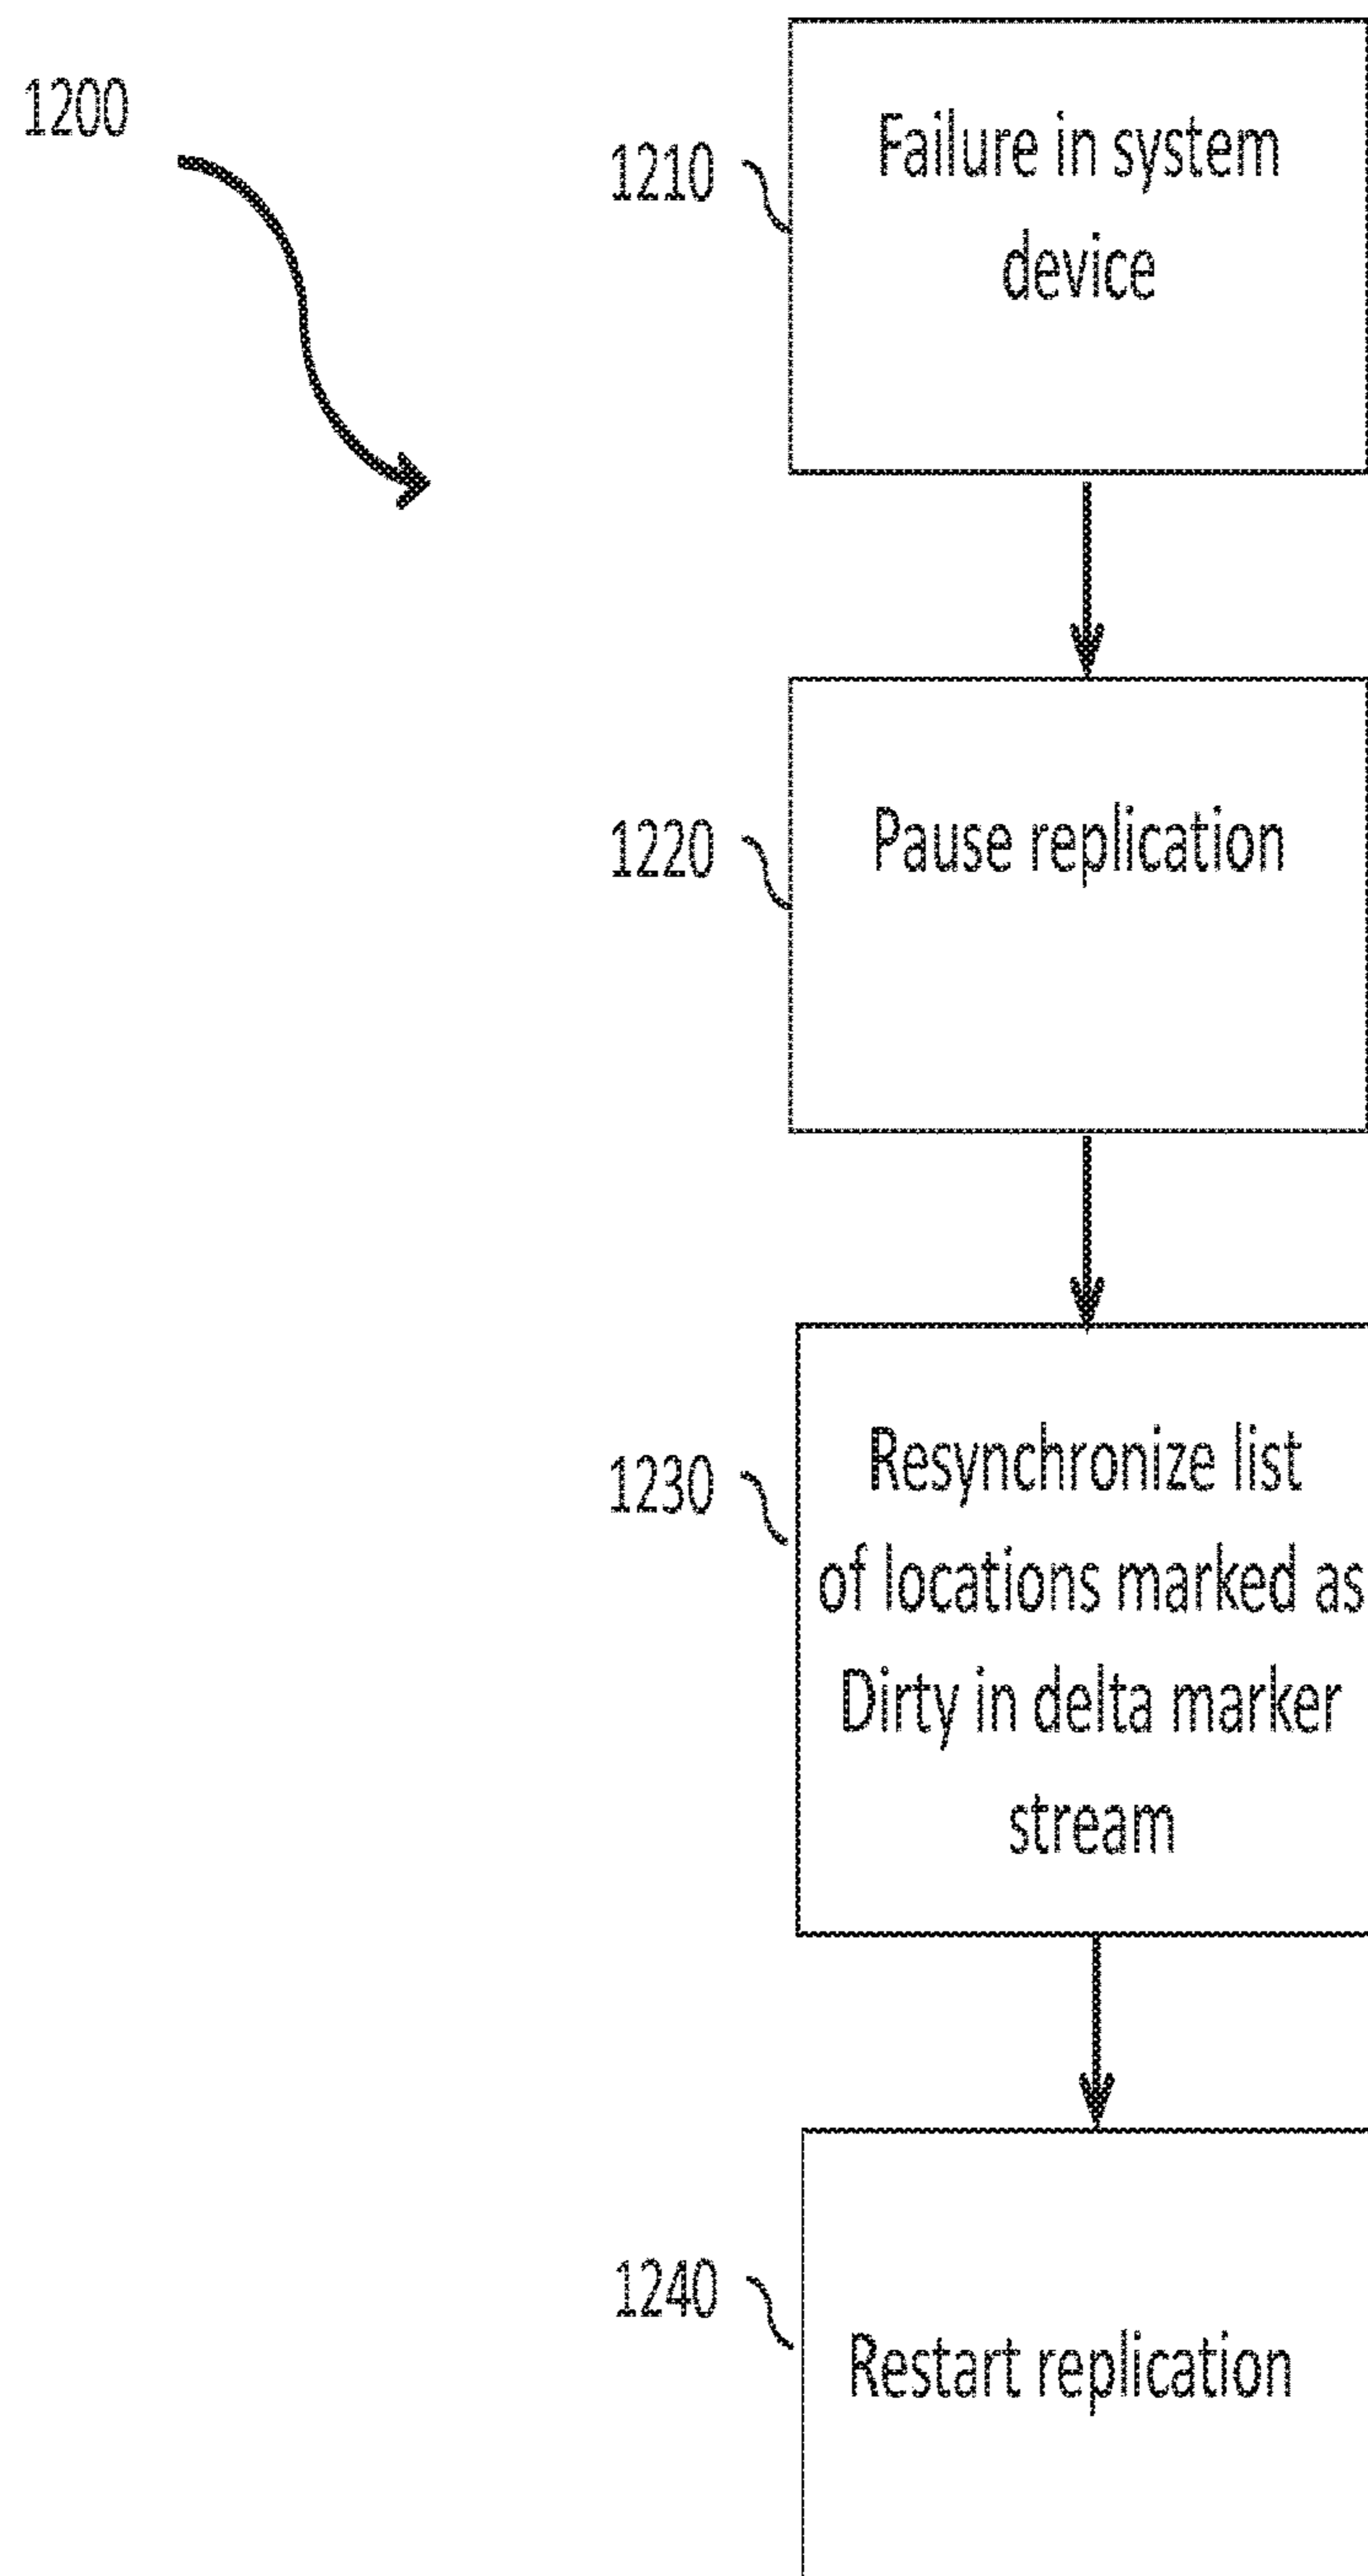 1200
1210
Failure in system
device
1220
Pause replication
1230
Resynchronize list
of locations marked as
Dirty in delta marker
stream
1240
Restart replication